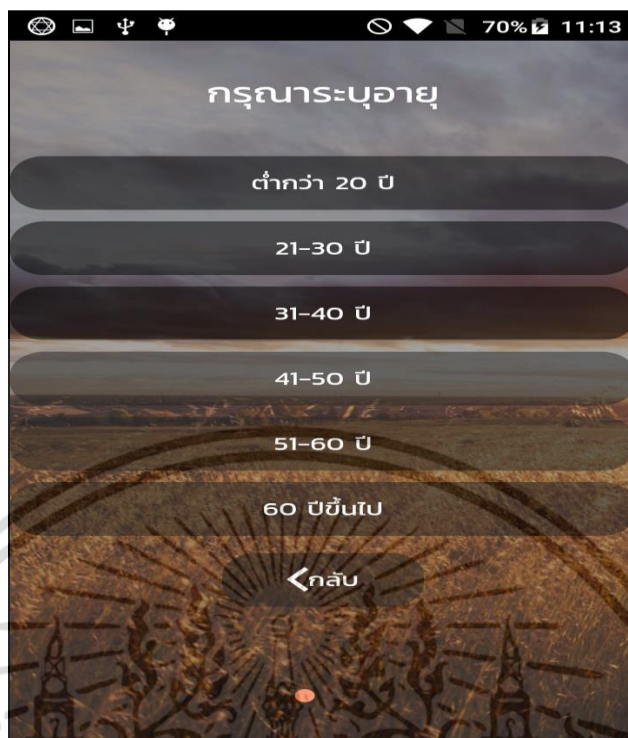 70% 11:13
กรุณาระบุอายุ
ต่ำกว่า 20 ปี
21-30 ปี
31-40 ปี
41-50 ปี
51-60 ปี
60 ปีขึ้นไป
กลับ